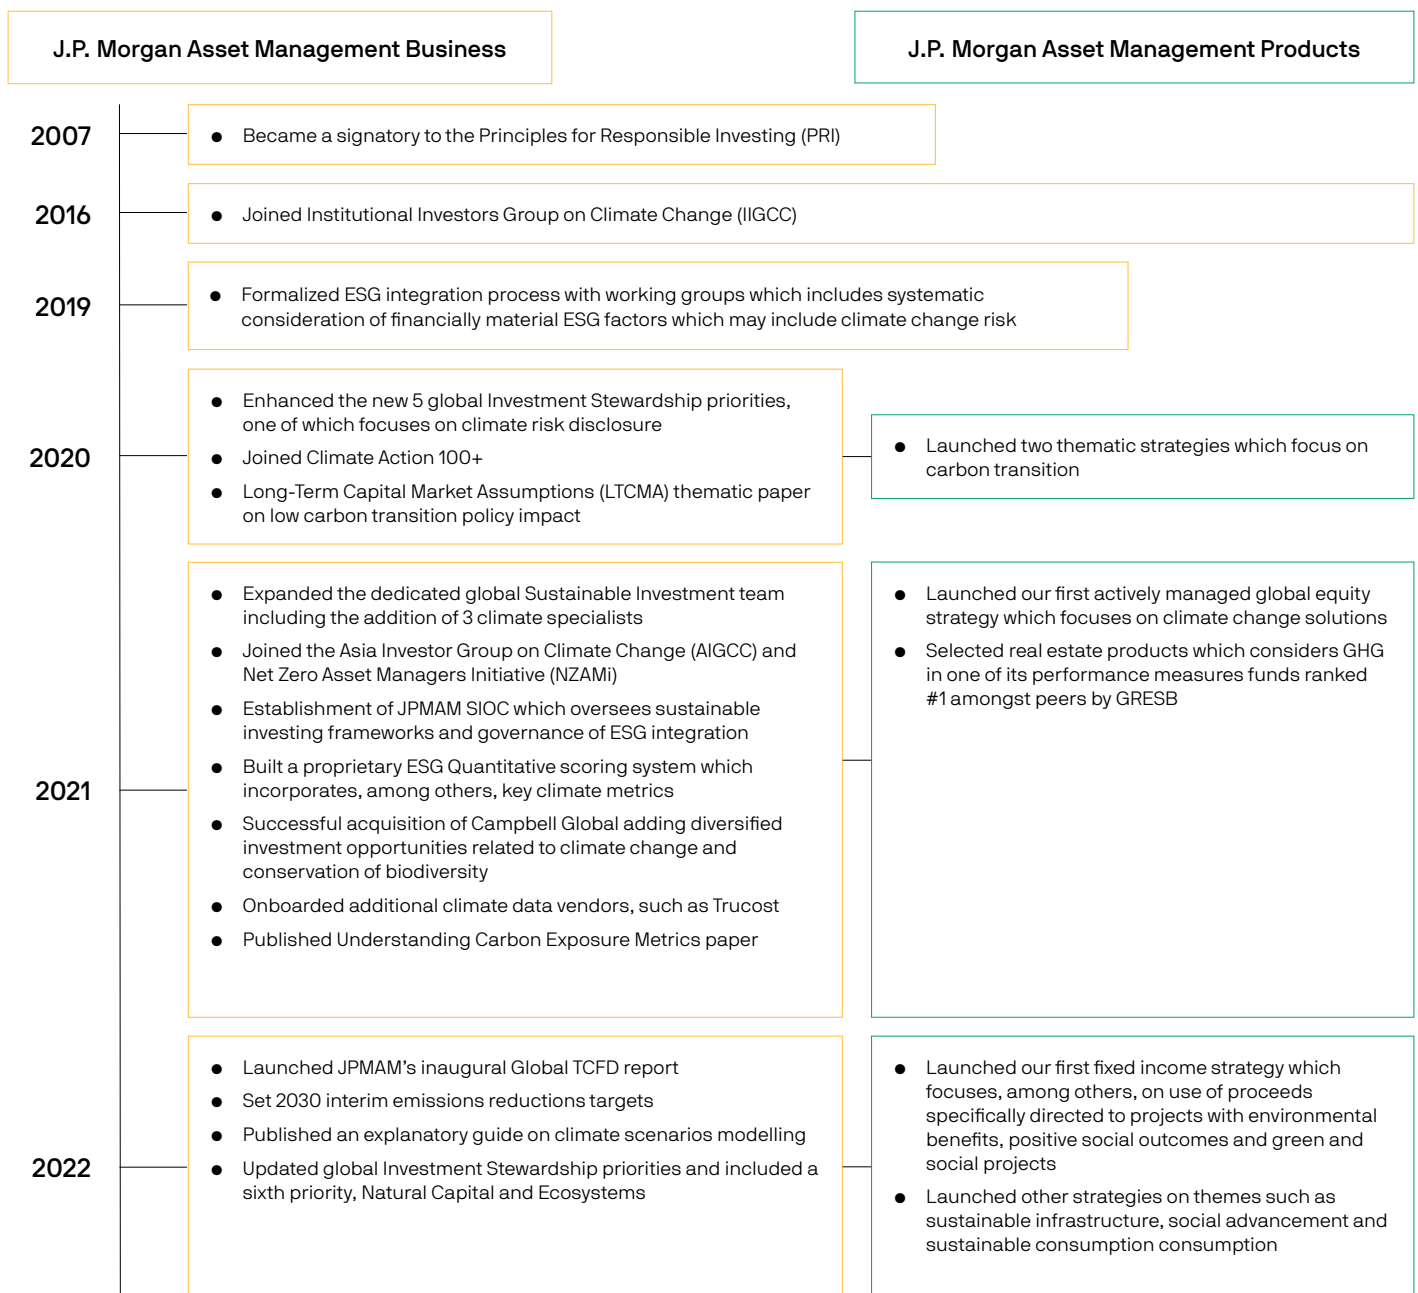 J.P. Morgan Asset Management Business
J.P. Morgan Asset Management Products
2007
● Became a signatory to the Principles for Responsible Investing (PRI)
2016
● Joined Institutional Investors Group on Climate Change (IIGCC)
2019
● Formalized ESG integration process with working groups which includes systematic
consideration of financially material ESG factors which may include climate change risk
2020
● Enhanced the new 5 global Investment Stewardship priorities,
one of which focuses on climate risk disclosure
● Joined Climate Action 100+
● Long-Term Capital Market Assumptions (LTCMA) thematic paper
on low carbon transition policy impact
● Launched two thematic strategies which focus on
carbon transition
2021
● Expanded the dedicated global Sustainable Investment team
including the addition of 3 climate specialists
● Joined the Asia Investor Group on Climate Change (AIGCC) and
Net Zero Asset Managers Initiative (NZAMi)
● Establishment of JPMAM SIOC which oversees sustainable
investing frameworks and governance of ESG integration
● Built a proprietary ESG Quantitative scoring system which
incorporates, among others, key climate metrics
● Successful acquisition of Campbell Global adding diversified
investment opportunities related to climate change and
conservation of biodiversity
● Onboarded additional climate data vendors, such as Trucost
● Published Understanding Carbon Exposure Metrics paper
● Launched our first actively managed global equity
strategy which focuses on climate change solutions
● Selected real estate products which considers GHG
in one of its performance measures funds ranked
#1 amongst peers by GRESB
2022
● Launched JPMAM's inaugural Global TCFD report
● Set 2030 interim emissions reductions targets
● Published an explanatory guide on climate scenarios modelling
● Updated global Investment Stewardship priorities and included a
sixth priority, Natural Capital and Ecosystems
● Launched our first fixed income strategy which
focuses, among others, on use of proceeds
specifically directed to projects with environmental
benefits, positive social outcomes and green and
social projects
● Launched other strategies on themes such as
sustainable infrastructure, social advancement and
sustainable consumption consumption